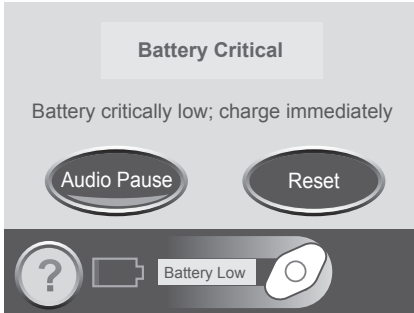 Battery Critical
Battery critically low; charge immediately
Audio Pause
Reset
?
Battery Low